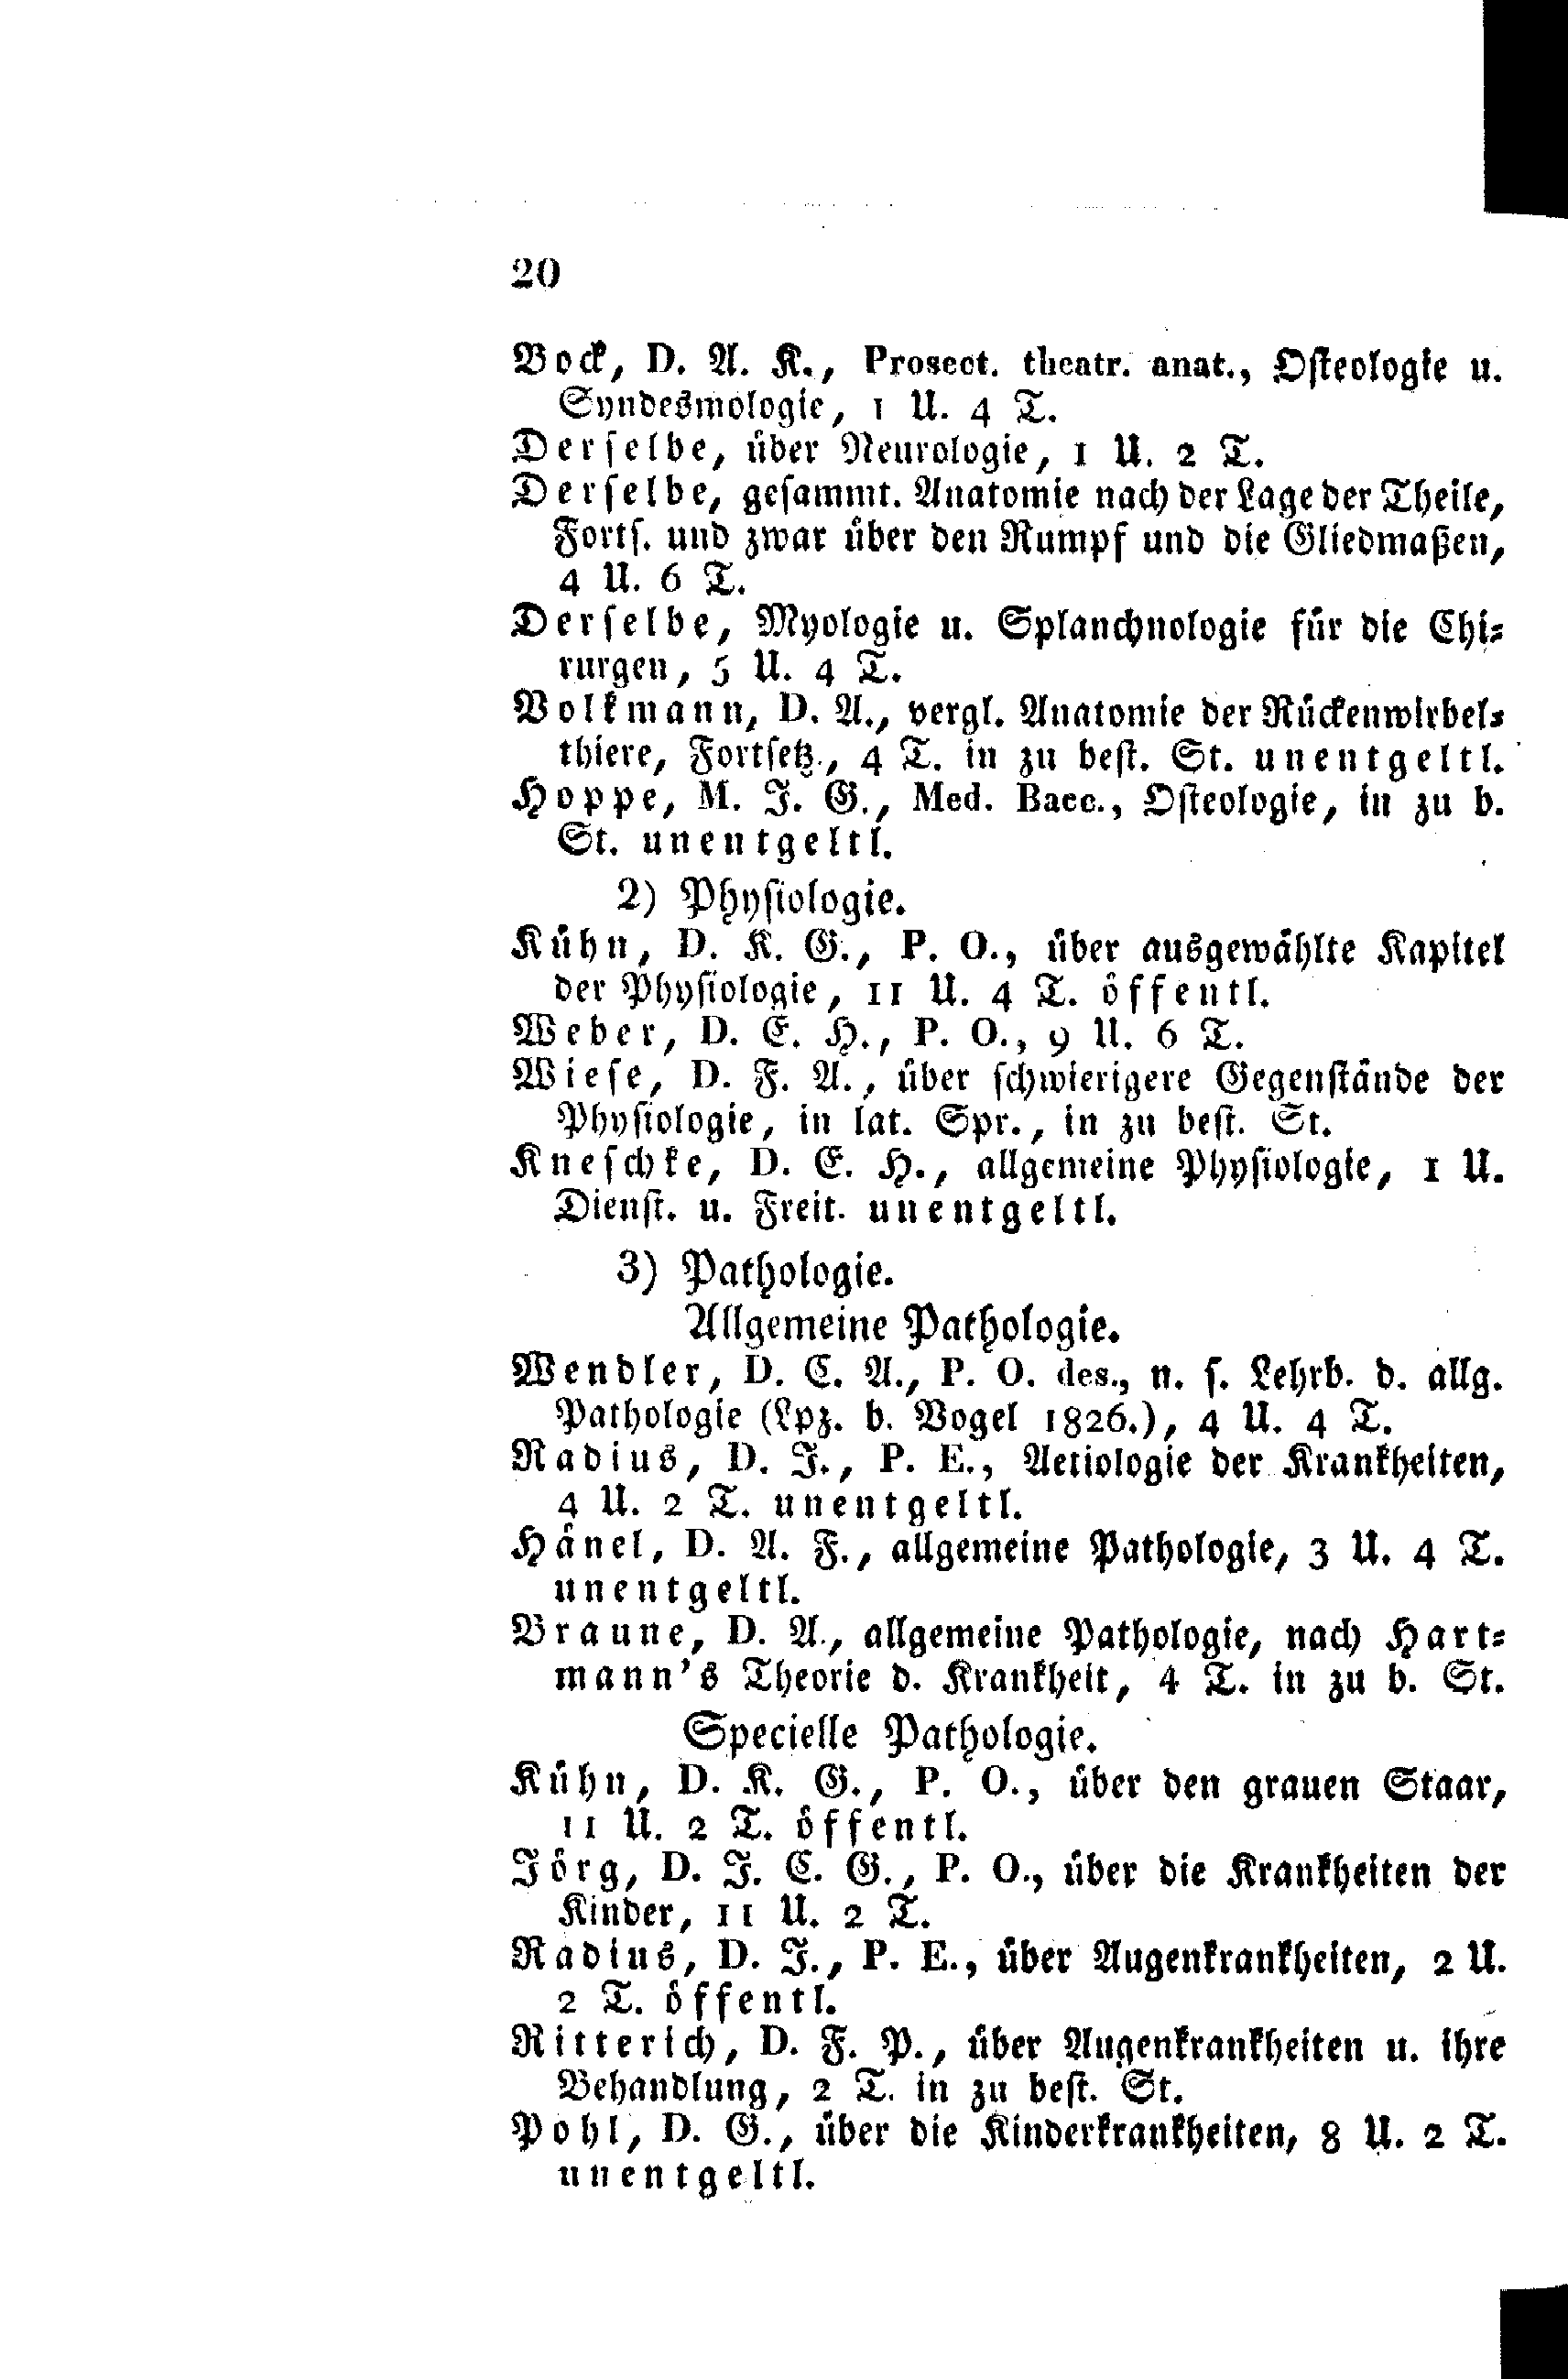 20
Bock, D. A. K., Prosect. theatr. anat., Osteologie u.
Syndesmologie, 1 U. 4 T.
Derselbe, über Neurologie, 1 U. 2 T.
Derselbe, gesammt. Anatomie nach der Lage der Theile,
Forts. und zwar über den Rumpf und die Gliedmaßen,
4 U. 6 T.
Derselbe, Myologie u. Splanchnologie für die Chi-
rurgen, 5 U. 4 T.
Volkmann, D. A., vergl. Anatomie der Rückenwirbel-
thiere, Fortsetz., 4 T. in zu best. St. unentgeltl.
Hoppe, M. J. G., Med. Bacc., Osteologie, in zu b.
St. unentgeltl.
2) Physiologie.
Kühn, D. K. G., P. O., über ausgewählte Kapitel
der Physiologie, 11 U. 4 T. öffentl.
Weber, D. E. H., P. O., 9 U. 6 T.
Wiese, D. F. A., über schwierigere Gegenstände der
Physiologie, in lat. Spr., in zu best. St.
Kneschke, D. E. H., allgemeine Physiologie, 1 U.
Dienst. u. Freit. unentgeltl.
3) Pathologie.
Allgemeine Pathologie.
Wendler, D. C. A., P. O. des., n. s. Lehrb. d. allg.
Pathologie (Lpz. b. Vogel 1826.), 4 U. 4 T.
Radius, D. J., P. E., Aetiologie der Krankheiten,
4 U. 2 T. unentgeltl.
Hänel, D. A. F., allgemeine Pathologie, 3 U. 4 T.
unentgeltl.
Braune, D. A., allgemeine Pathologie, nach Hart-
mann's Theorie d. Krankheit, 4 T. in zu b. St.
Specielle Pathologie.
Kühn, D. K. G., P. O., über den grauen Staar,
11 U. 2 T. öffentl.
Jörg, D. J. C. G., P. O., über die Krankheiten der
Kinder, 11 U. 2 T.
Radius, D. J., P. E., über Augenkrankheiten, 2 U.
2 T. öffentl.
Ritterich, D. F. P., über Augenkrankheiten u. ihre
Behandlung, 2 T. in zu best. St.
Pohl, D. G., über die Kinderkrankheiten, 8 U. 2 T.
unentgeltl.